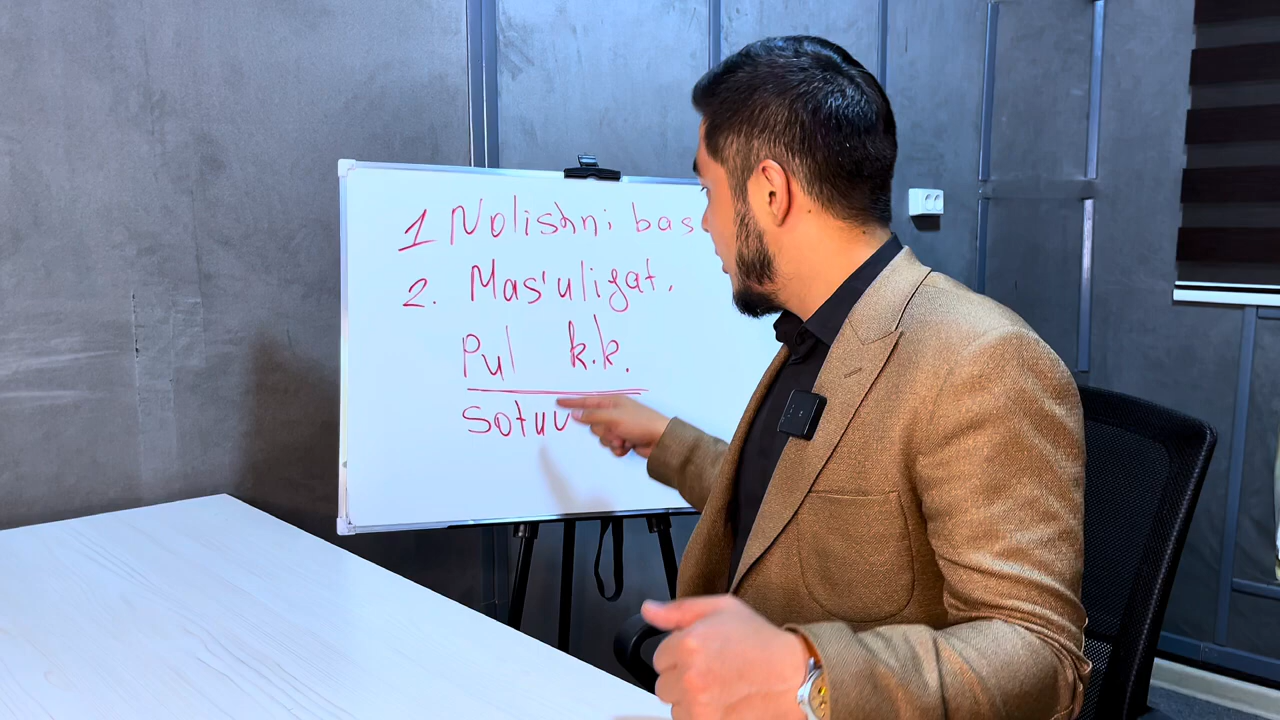 1 Nolishni bas
2. Mas'uliyat.
Pul k.k.
Sotuv